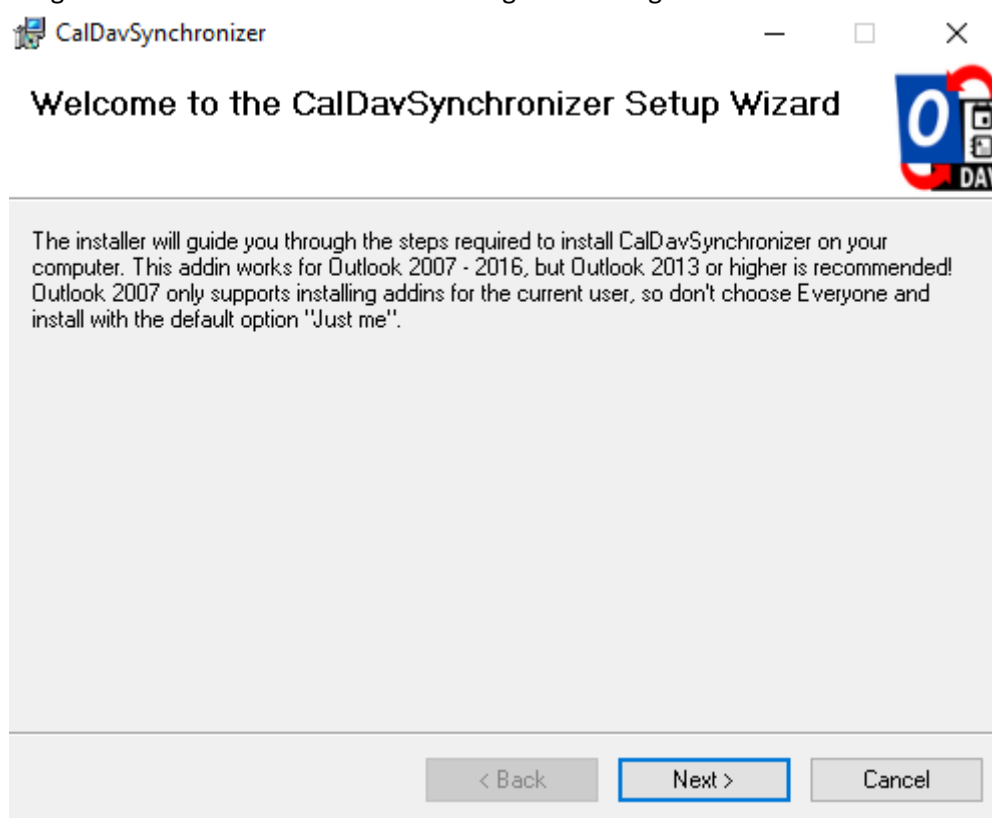 CalDavSynchronizer
Welcome to the CalDavSynchronizer Setup Wizard
O
DAV
The installer will guide you through the steps required to install CalDavSynchronizer on your
computer. This addin works for Outlook 2007 - 2016, but Outlook 2013 or higher is recommended!
Outlook 2007 only supports installing addins for the current user, so don't choose Everyone and
install with the default option "Just me".
< Back
Next >
Cancel